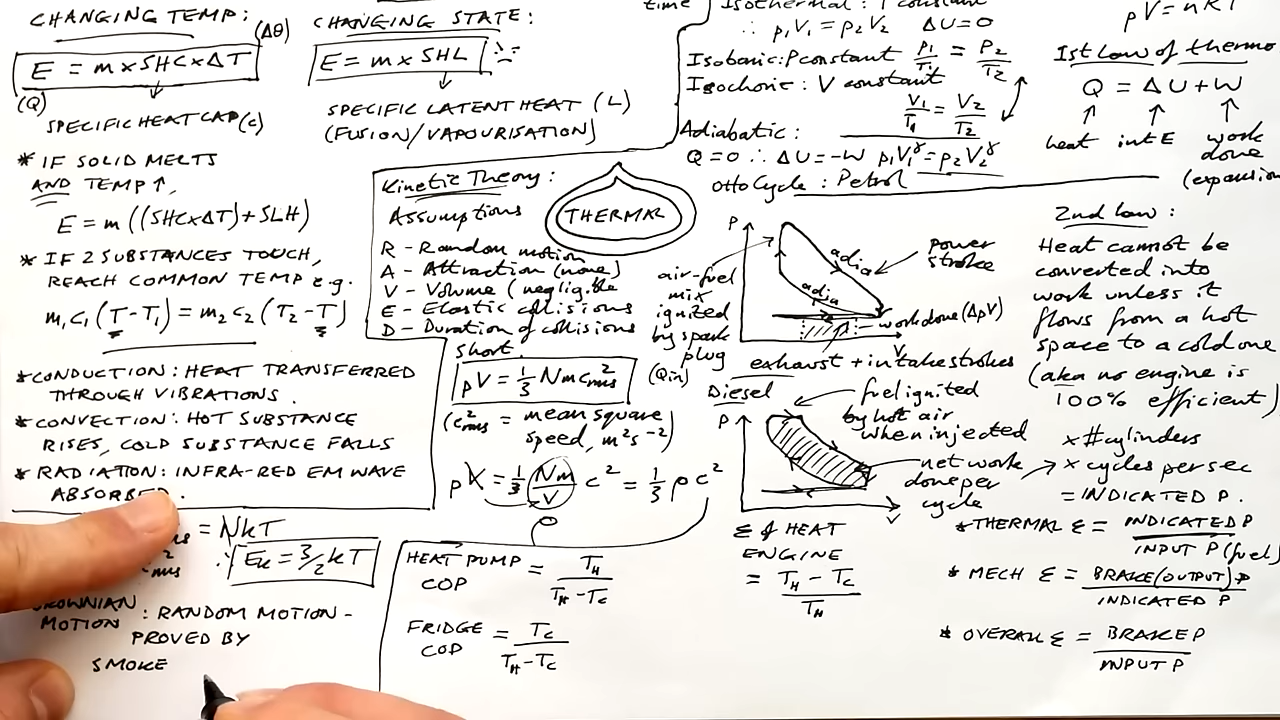 CHANGING TEMP:
(Δθ)
E = m x SHC x ΔT
(Q)
SPECIFIC HEAT CAP (c)
* IF SOLID MELTS
AND TEMP ↑,
E = m ((SHC x ΔT) + SLH)
* IF 2 SUBSTANCES TOUCH,
REACH COMMON TEMP e.g.
m₁c₁(T-T₁) = m₂c₂(T₂-T)
* CONDUCTION: HEAT TRANSFERRED
THROUGH VIBRATIONS.
* CONVECTION: HOT SUBSTANCE
RISES, COLD SUBSTANCE FALLS
* RADIATION: INFRA-RED EM WAVE
ABSORBED.
= NkT
∴ Eₖ = 3/2 kT
MOTION : RANDOM MOTION -
PROVED BY
SMOKE
CHANGING STATE:
E = m x SHL
SPECIFIC LATENT HEAT (L)
(FUSION/VAPOURISATION)
Kinetic Theory:
Assumptions
R - Random motion
A - Attraction (none)
V - Volume (negligible
E - Elastic collisions
D - Duration of collisions
short.
pV = 1/3 Nmc²rms
(c²rms = mean square
speed, m²s⁻²)
pV = 1/3 (Nm/V) c² = 1/3 ρc²
ρ
THERMAL
HEAT PUMP COP = T_H / (T_H - T_C)
FRIDGE COP = T_C / (T_H - T_C)
time
Isothermal: T constant
∴ p₁V₁ = p₂V₂ ΔU = 0
Isobaric: P constant P₁/T₁ = P₂/T₂
Isochoric: V constant
V₁/T₁ = V₂/T₂
Adiabatic:
Q = 0 ∴ ΔU = -W p₁V₁^γ = p₂V₂^γ
Otto Cycle: Petrol
P
adia
adia
power
stroke
air-fuel
mix
ignited
by spark
plug
(Qin)
work done (ΔpV)
V
exhaust + intake strokes
Diesel
P
fuel ignited
by hot air
when injected
net work
done per
cycle
V
x #cylinders
x cycles per sec
= INDICATED P.
Σ of HEAT
ENGINE
= (T_H - T_C) / T_H
pV = nRT
1st Law of thermo
Q = ΔU + W
heat int E work
done
(expansion
2nd law:
Heat cannot be
converted into
work unless it
flows from a hot
space to a cold one
(aka no engine is
100% efficient)
* THERMAL Σ = INDICATED P / INPUT P (fuel)
* MECH Σ = BRAKE (OUTPUT) P / INDICATED P
* OVERALL Σ = BRAKE P / INPUT P